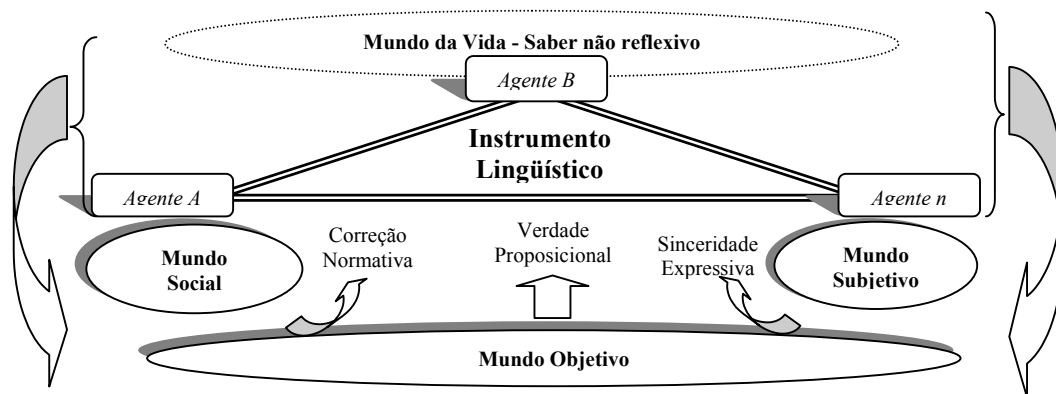 Mundo da Vida - Saber não reflexivo
Agente B
Instrumento
Lingüístico
Agente A
Agente n
Mundo
Social
Correção
Normativa
Verdade
Proposicional
Sinceridade
Expressiva
Mundo
Subjetivo
Mundo Objetivo